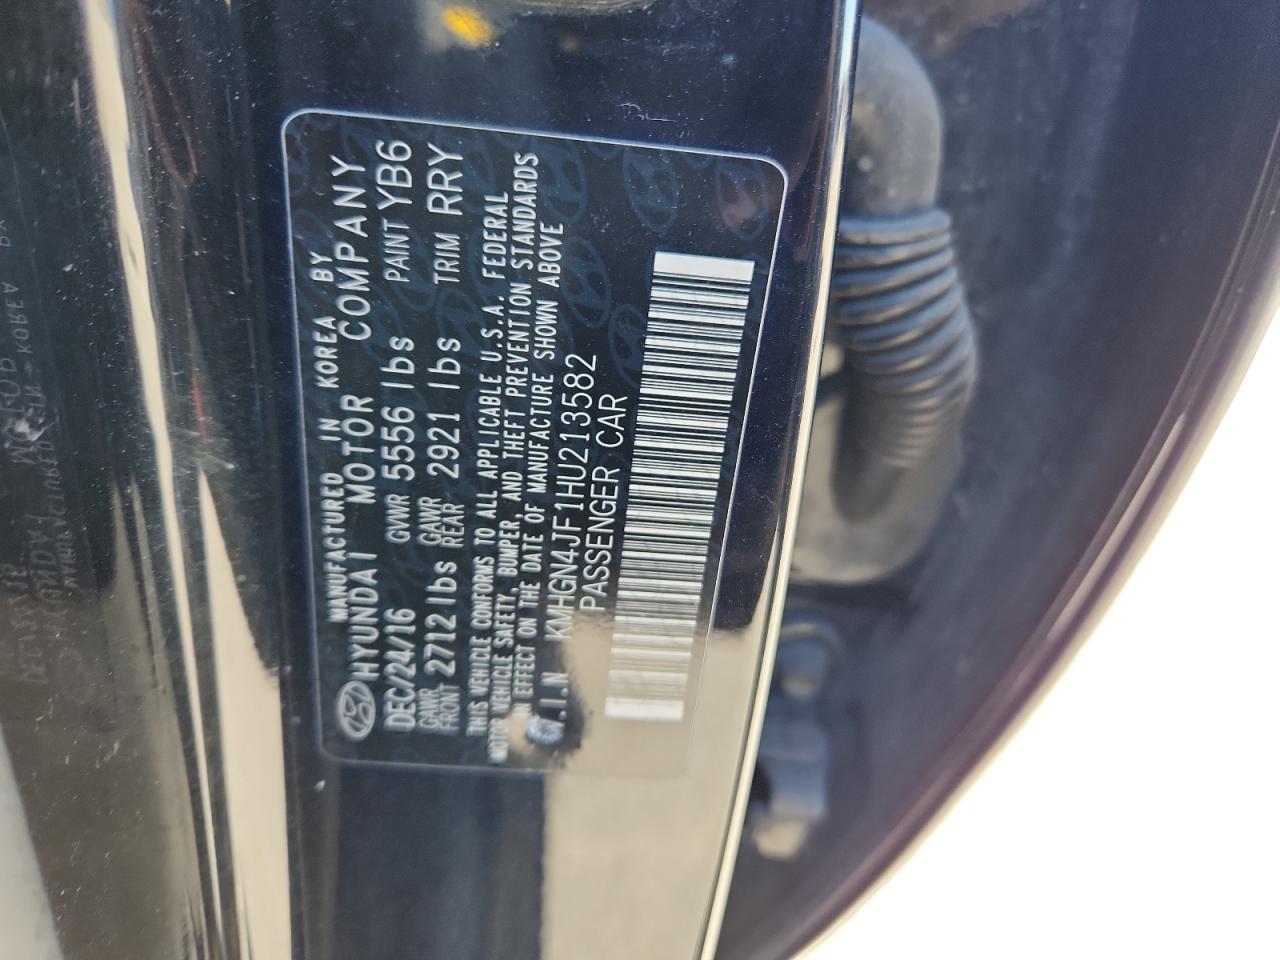 MANUFACTURED IN KOREA BY
HYUNDAI MOTOR COMPANY
DEC/24/16 GVWR 5556 lbs PAINT YB6
GAWR FRONT 2712 lbs GAWR REAR 2921 lbs TRIM RRY
THIS VEHICLE CONFORMS TO ALL APPLICABLE U.S.A. FEDERAL
MOTOR VEHICLE SAFETY, BUMPER, AND THEFT PREVENTION STANDARDS
IN EFFECT ON THE DATE OF MANUFACTURE SHOWN ABOVE
V.I.N KMHGN4JF1HU213582
PASSENGER CAR